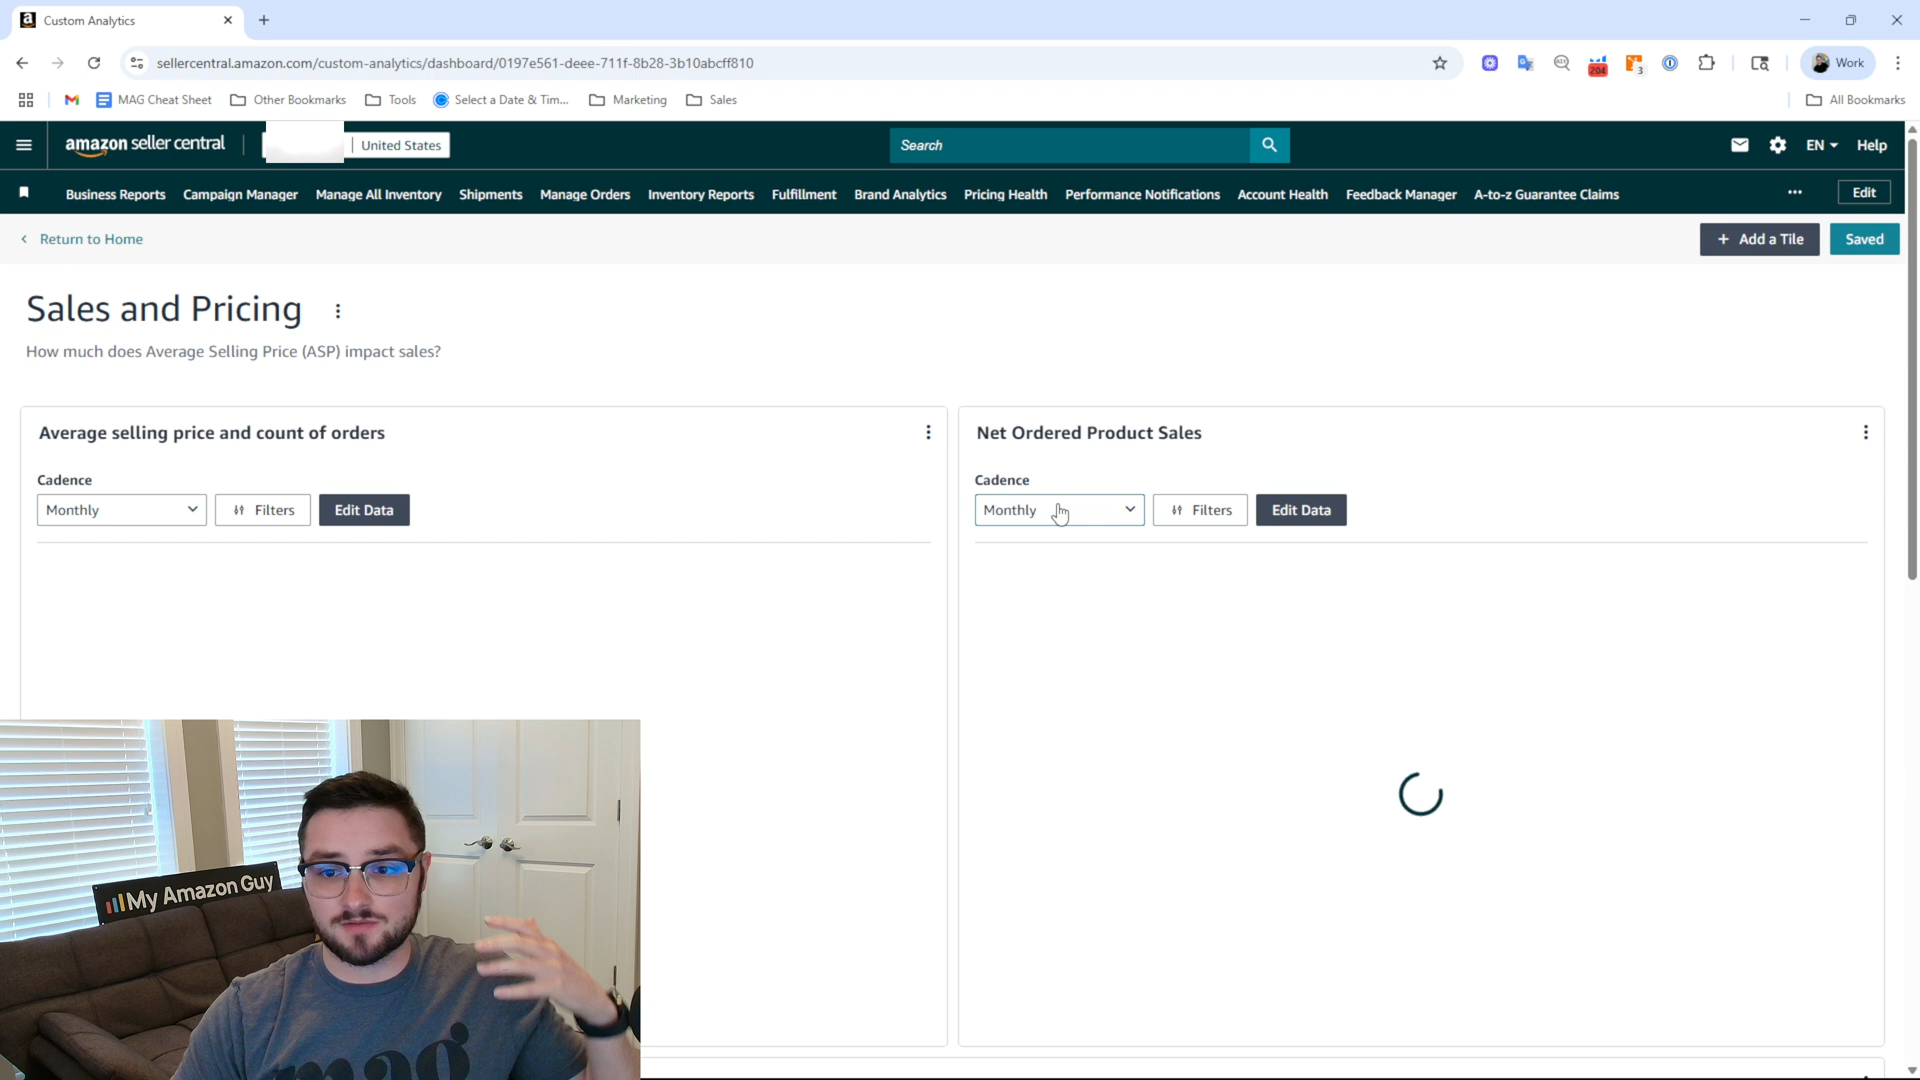 Custom Analytics
sellercentral.amazon.com/custom-analytics/dashboard/0197e561-deee-711f-8b28-3b10abcff810
204
3
Work
MAG Cheat Sheet
Other Bookmarks
Tools
Select a Date & Tim...
Marketing
Sales
All Bookmarks
amazon seller central
United States
Search
EN
Help
Business Reports
Campaign Manager
Manage All Inventory
Shipments
Manage Orders
Inventory Reports
Fulfillment
Brand Analytics
Pricing Health
Performance Notifications
Account Health
Feedback Manager
A-to-z Guarantee Claims
Edit
Return to Home
+ Add a Tile
Saved
Sales and Pricing
How much does Average Selling Price (ASP) impact sales?
Average selling price and count of orders
Cadence
Monthly
Filters
Edit Data
Net Ordered Product Sales
Cadence
Monthly
Filters
Edit Data
My Amazon Guy
mag